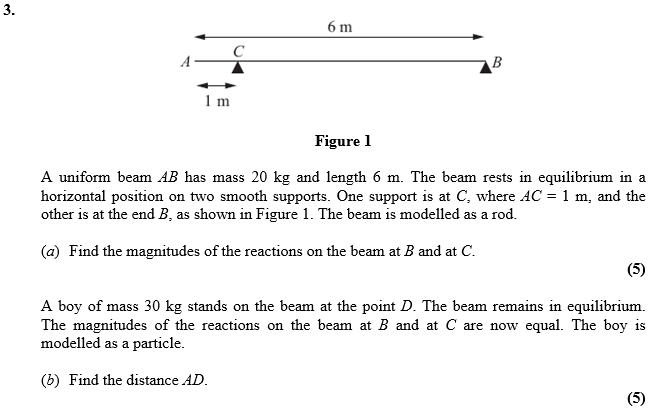 3.
6 m
C
A
B
1 m
Figure 1
A uniform beam AB has mass 20 kg and length 6 m. The beam rests in equilibrium in a
horizontal position on two smooth supports. One support is at C, where AC = 1 m, and the
other is at the end B, as shown in Figure 1. The beam is modelled as a rod.
(a) Find the magnitudes of the reactions on the beam at B and at C.
(5)
A boy of mass 30 kg stands on the beam at the point D. The beam remains in equilibrium.
The magnitudes of the reactions on the beam at B and at C are now equal. The boy is
modelled as a particle.
(b) Find the distance AD.
(5)